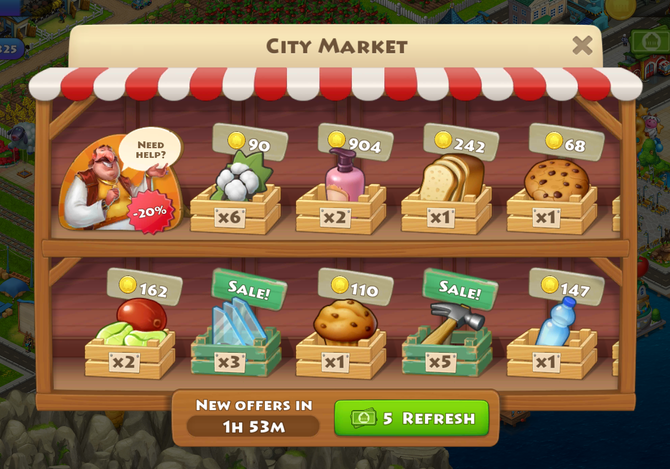 325
CITY MARKET
NEED
HELP?
-20%
90
904
242
68
x6
x2
x1
x1
162
SALE!
110
SALE!
147
x2
x3
x1
x5
x1
NEW OFFERS IN
1H 53M
5 REFRESH